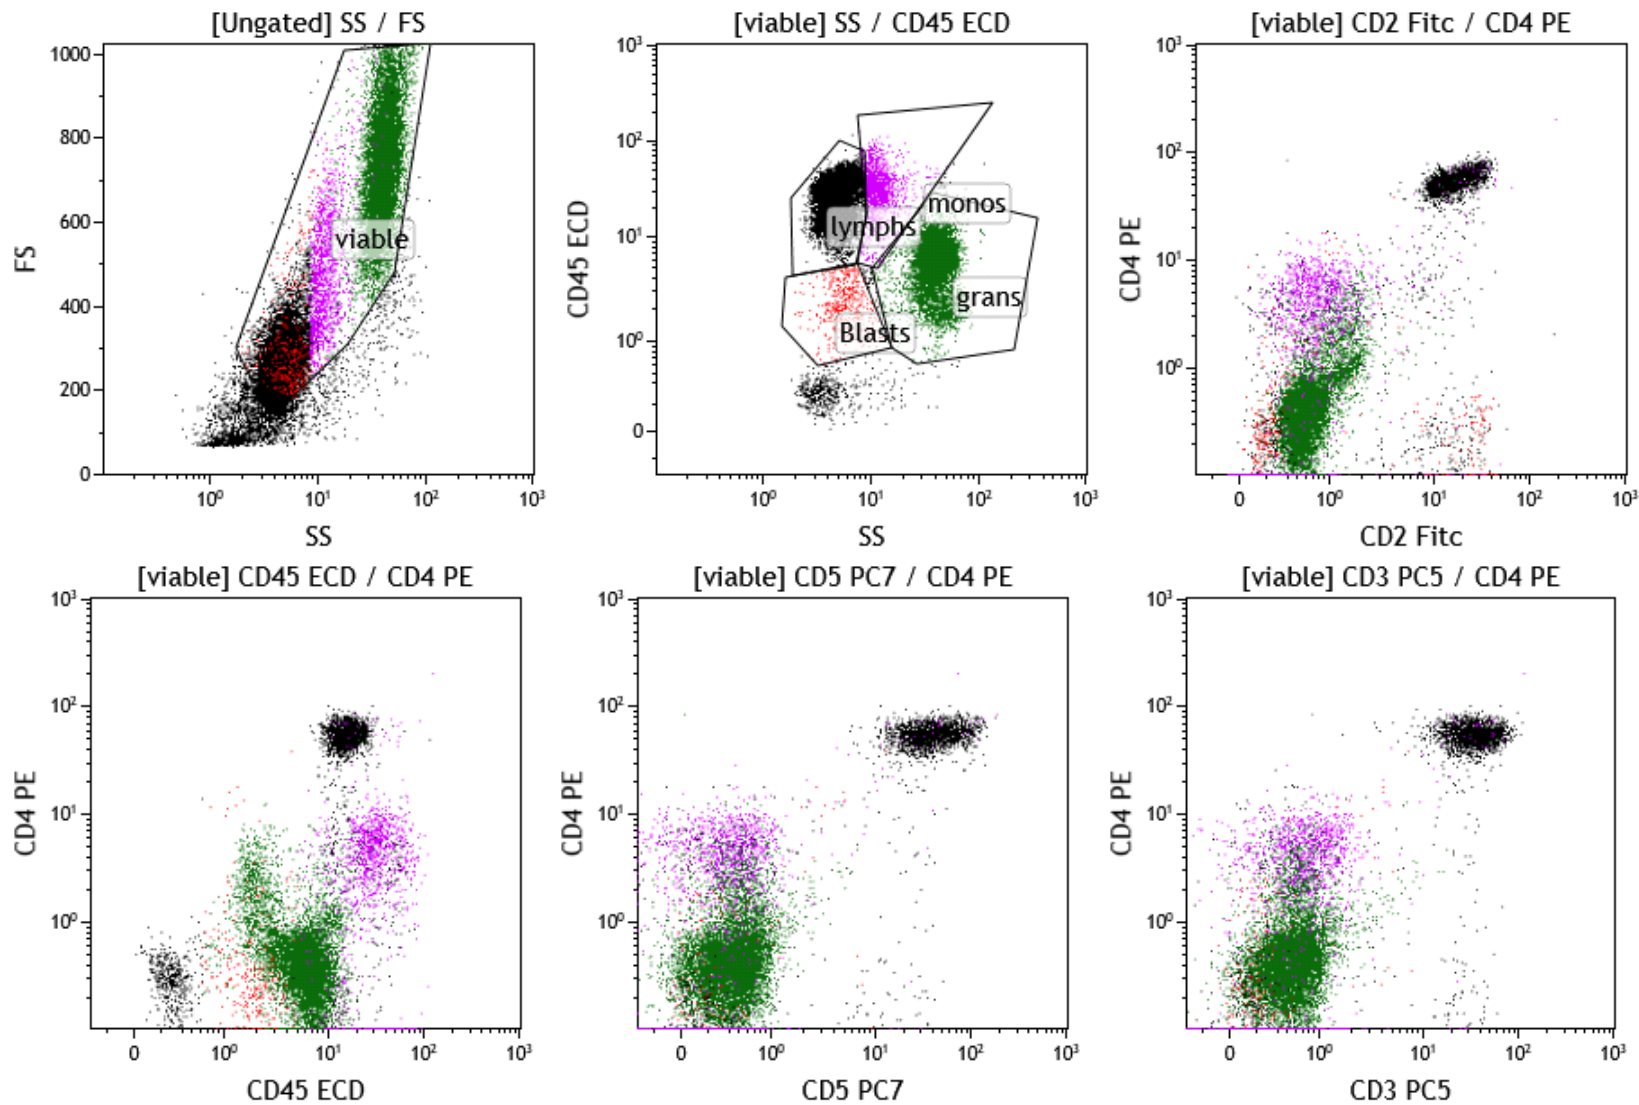 [Ungated] SS / FS
1000
800
600
400
200
0
FS
viable
10⁰
10¹
10²
10³
SS
[viable] SS / CD45 ECD
10³
10²
10¹
10⁰
0
CD45 ECD
monos
lymphs
grans
Blasts
10⁰
10¹
10²
10³
SS
[viable] CD2 Fitc / CD4 PE
10³
10²
10¹
10⁰
CD4 PE
0
10⁰
10¹
10²
10³
CD2 Fitc
[viable] CD45 ECD / CD4 PE
10³
10²
10¹
10⁰
CD4 PE
0
10⁰
10¹
10²
10³
CD45 ECD
[viable] CD5 PC7 / CD4 PE
10³
10²
10¹
10⁰
CD4 PE
0
10⁰
10¹
10²
10³
CD5 PC7
[viable] CD3 PC5 / CD4 PE
10³
10²
10¹
10⁰
CD4 PE
0
10⁰
10¹
10²
10³
CD3 PC5